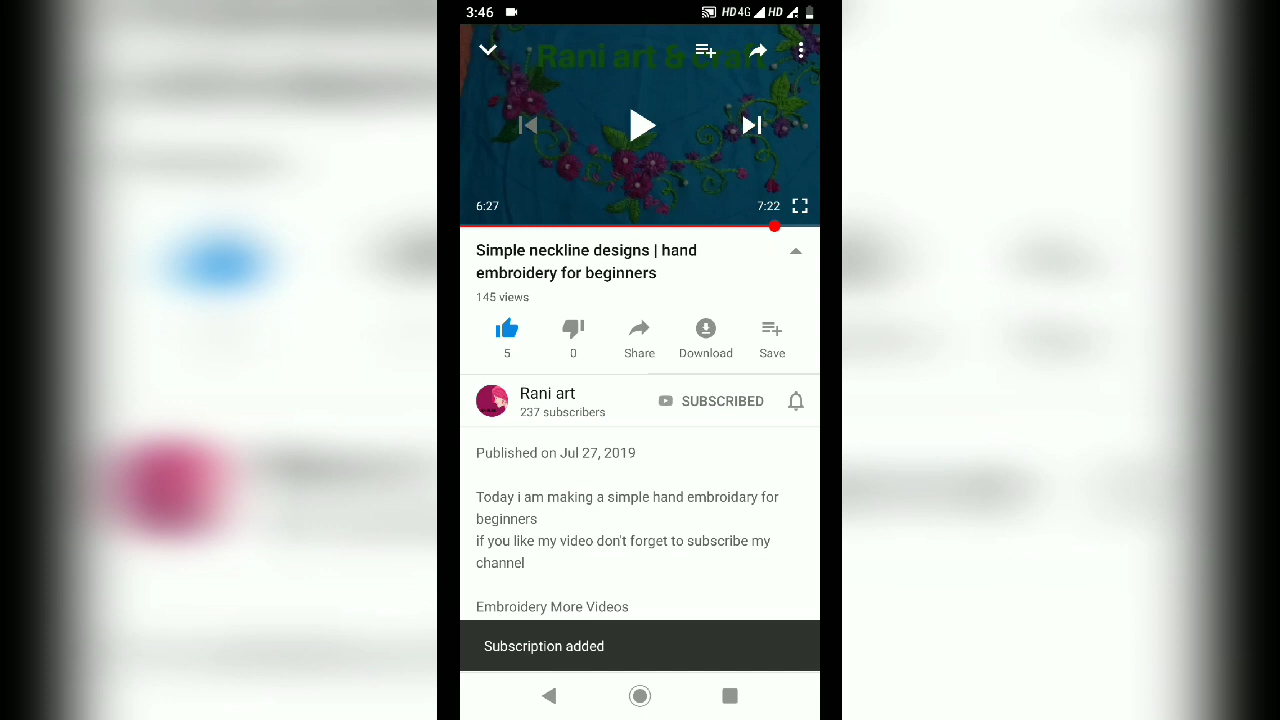 3:46 HD 4G HD
Rani art & craft
6:27 7:22
Simple neckline designs | hand
embroidery for beginners
145 views
5 0 Share Download Save
Rani art
237 subscribers
SUBSCRIBED
Published on Jul 27, 2019
Today i am making a simple hand embroidary for
beginners
if you like my video don't forget to subscribe my
channel
Embroidery More Videos
Subscription added